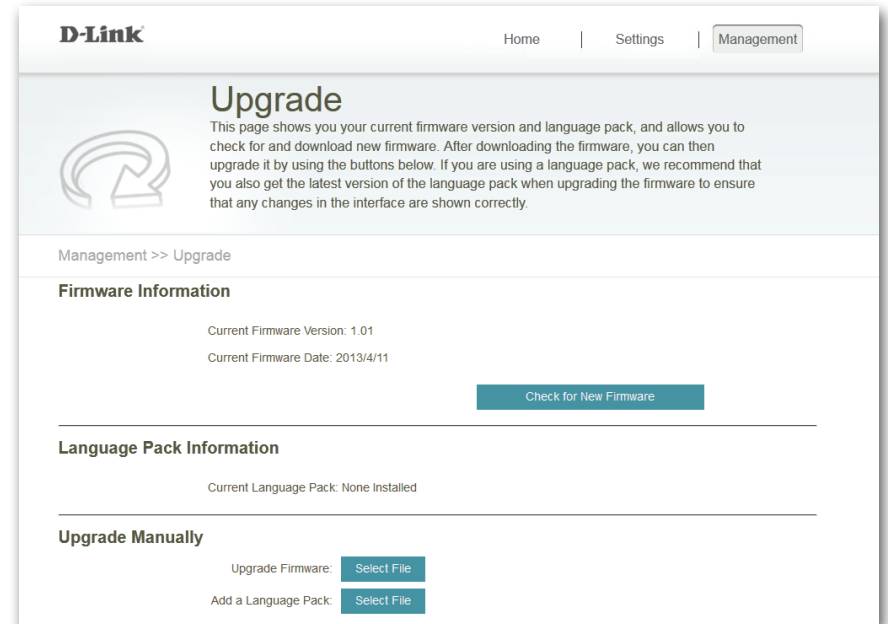 D-Link
Home | Settings | Management
Upgrade
This page shows you your current firmware version and language pack, and allows you to
check for and download new firmware. After downloading the firmware, you can then
upgrade it by using the buttons below. If you are using a language pack, we recommend that
you also get the latest version of the language pack when upgrading the firmware to ensure
that any changes in the interface are shown correctly.
Management >> Upgrade
Firmware Information
Current Firmware Version: 1.01
Current Firmware Date: 2013/4/11
Check for New Firmware
Language Pack Information
Current Language Pack: None Installed
Upgrade Manually
Upgrade Firmware: Select File
Add a Language Pack: Select File